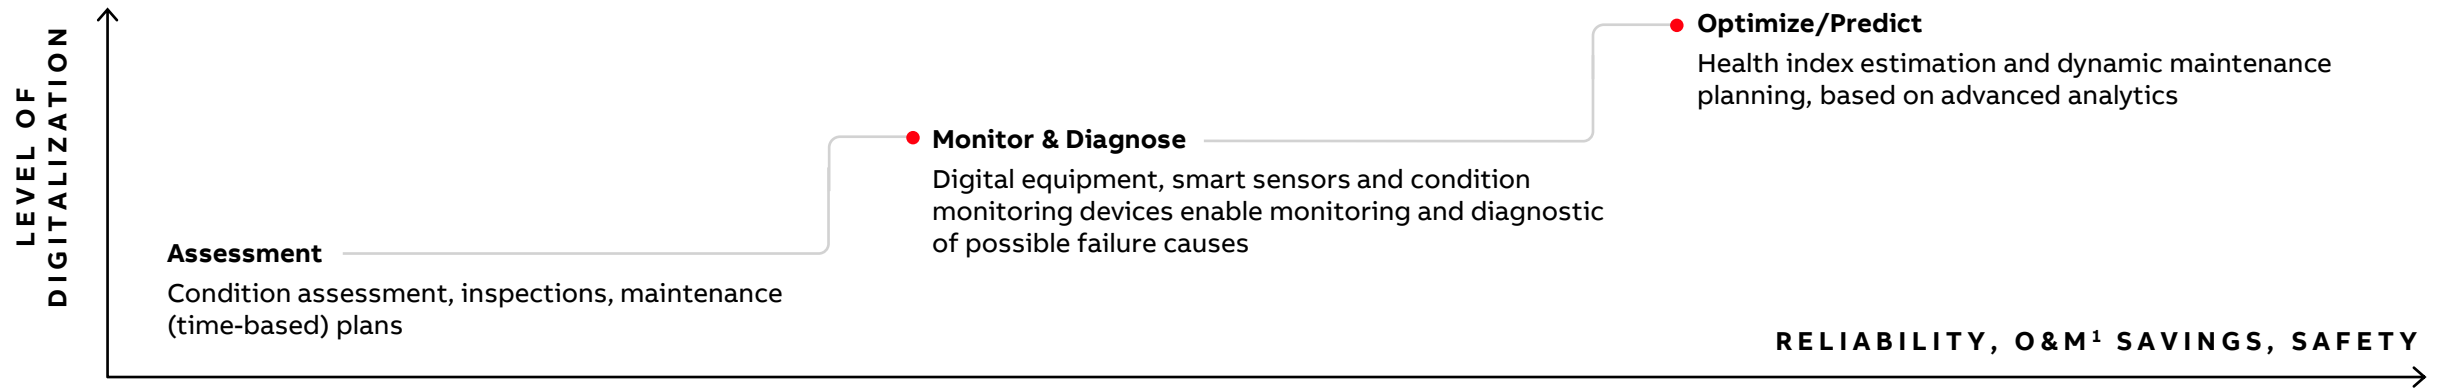 LEVEL OF
DIGITALIZATION
Optimize/Predict
Health index estimation and dynamic maintenance
planning, based on advanced analytics
Monitor & Diagnose
Digital equipment, smart sensors and condition
monitoring devices enable monitoring and diagnostic
of possible failure causes
Assessment
Condition assessment, inspections, maintenance
(time-based) plans
RELIABILITY, O&M¹ SAVINGS, SAFETY